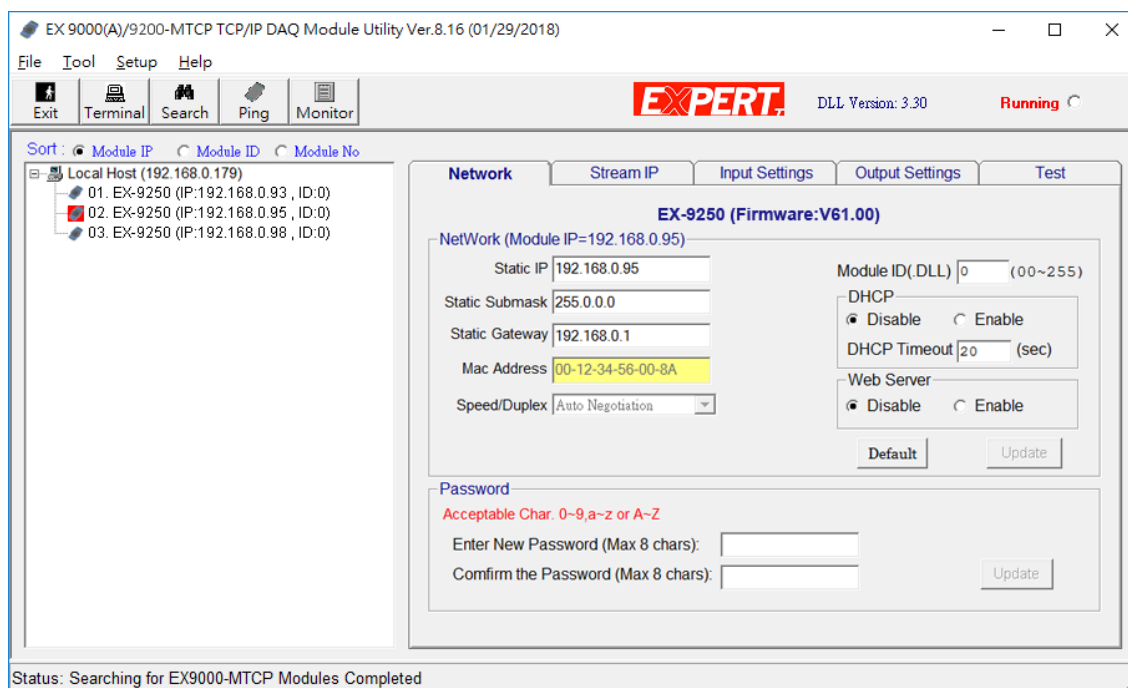 EX 9000(A)/9200-MTCP TCP/IP DAQ Module Utility Ver.8.16 (01/29/2018)
File Tool Setup Help
Exit Terminal Search Ping Monitor
EXPERT
DLL Version: 3.30
Running
Sort : Module IP Module ID Module No
Local Host (192.168.0.179)
01. EX-9250 (IP:192.168.0.93 , ID:0)
02. EX-9250 (IP:192.168.0.95 , ID:0)
03. EX-9250 (IP:192.168.0.98 , ID:0)
Network Stream IP Input Settings Output Settings Test
EX-9250 (Firmware:V61.00)
NetWork (Module IP=192.168.0.95)
Static IP 192.168.0.95
Static Submask 255.0.0.0
Static Gateway 192.168.0.1
Mac Address 00-12-34-56-00-8A
Speed/Duplex Auto Negotiation
Module ID(.DLL) 0 (00~255)
DHCP
Disable Enable
DHCP Timeout 20 (sec)
Web Server
Disable Enable
Default Update
Password
Acceptable Char. 0~9,a~z or A~Z
Enter New Password (Max 8 chars):
Comfirm the Password (Max 8 chars):
Update
Status: Searching for EX9000-MTCP Modules Completed